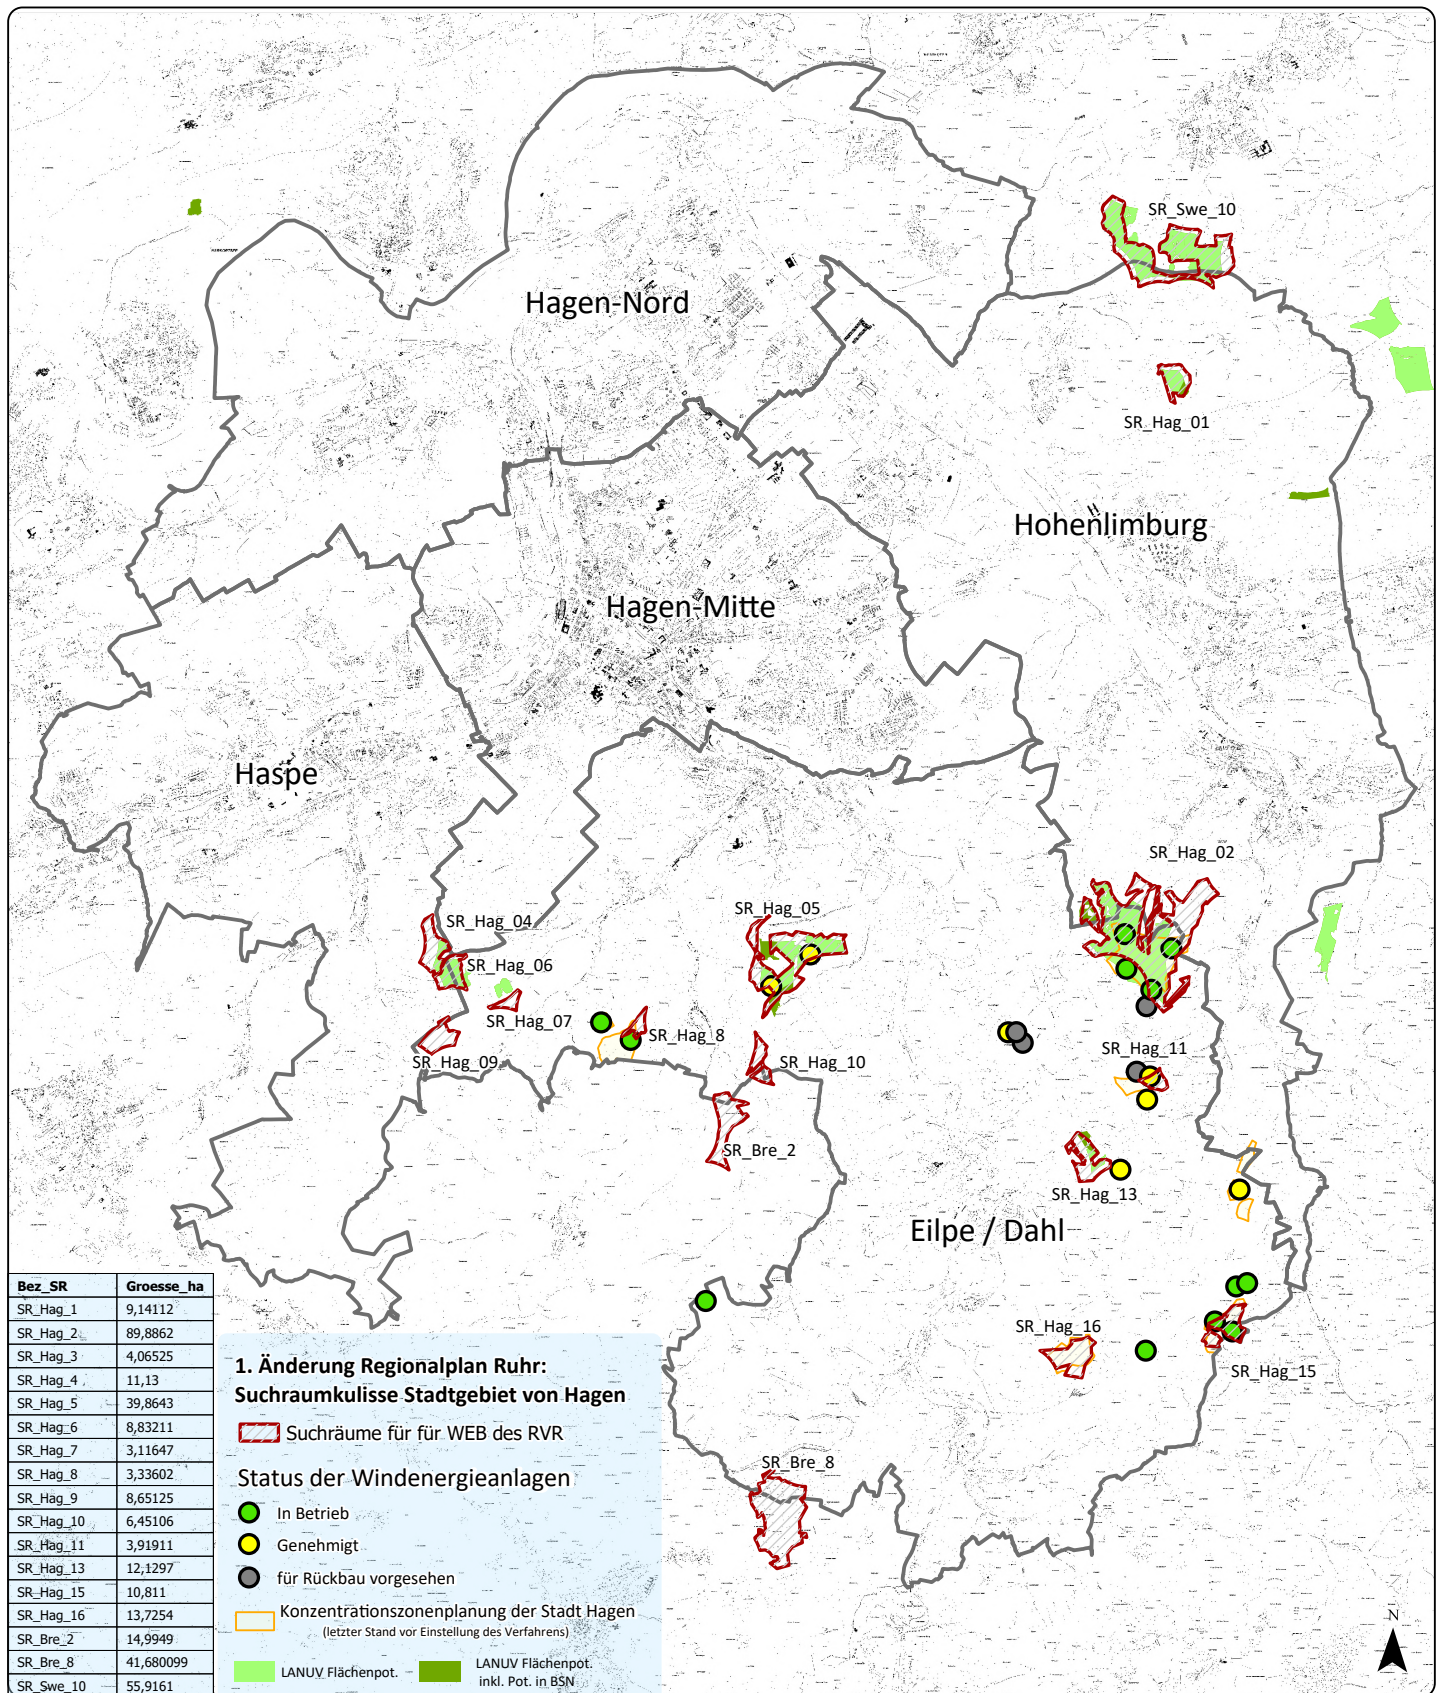 SR_Swe_10
Hagen-Nord
SR_Hag_01
Hohenlimburg
Hagen-Mitte
Haspe
SR_Hag_02
SR_Hag_05
SR_Hag_04
SR_Hag_06
SR_Hag_07
SR_Hag_8
SR_Hag_11
SR_Hag_09
SR_Hag_10
SR_Bre_2
SR_Hag_13
Eilpe / Dahl
SR_Hag_16
SR_Hag_15
SR_Bre_8
Bez_SR Groesse_ha
SR_Hag_1 9,14112
SR_Hag_2 89,8862
SR_Hag_3 4,06525
SR_Hag_4 11,13
SR_Hag_5 39,8643
SR_Hag_6 8,83211
SR_Hag_7 3,11647
SR_Hag_8 3,33602
SR_Hag_9 8,65125
SR_Hag_10 6,45106
SR_Hag_11 3,91911
SR_Hag_13 12,1297
SR_Hag_15 10,811
SR_Hag_16 13,7254
SR_Bre_2 14,9949
SR_Bre_8 41,680099
SR_Swe_10 55,9161
1. Änderung Regionalplan Ruhr:
Suchraumkulisse Stadtgebiet von Hagen
Suchräume für für WEB des RVR
Status der Windenergieanlagen
In Betrieb
Genehmigt
für Rückbau vorgesehen
Konzentrationszonenplanung der Stadt Hagen
(letzter Stand vor Einstellung des Verfahrens)
LANUV Flächenpot.
LANUV Flächenpot.
inkl. Pot. in BSN
N